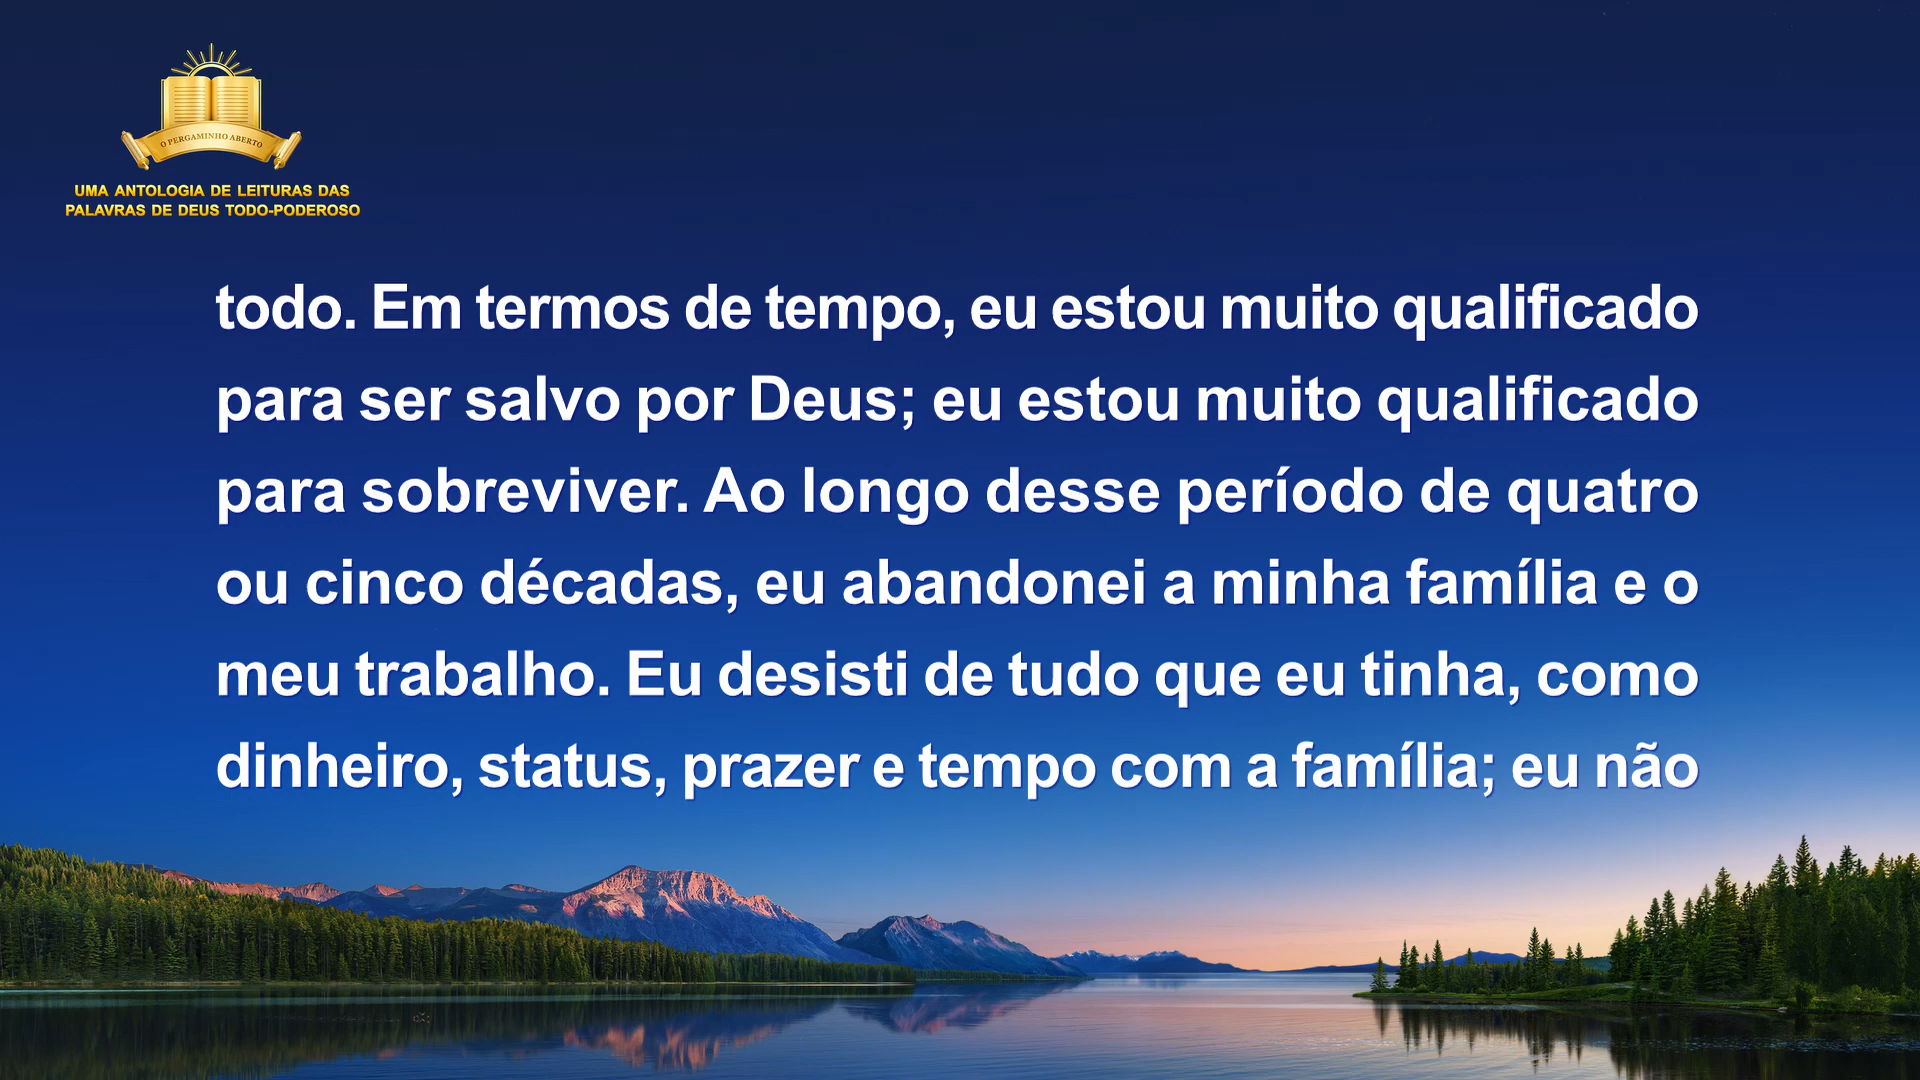 O PERGAMINHO ABERTO
UMA ANTOLOGIA DE LEITURAS DAS
PALAVRAS DE DEUS TODO-PODEROSO
todo. Em termos de tempo, eu estou muito qualificado
para ser salvo por Deus; eu estou muito qualificado
para sobreviver. Ao longo desse período de quatro
ou cinco décadas, eu abandonei a minha família e o
meu trabalho. Eu desisti de tudo que eu tinha, como
dinheiro, status, prazer e tempo com a família; eu não